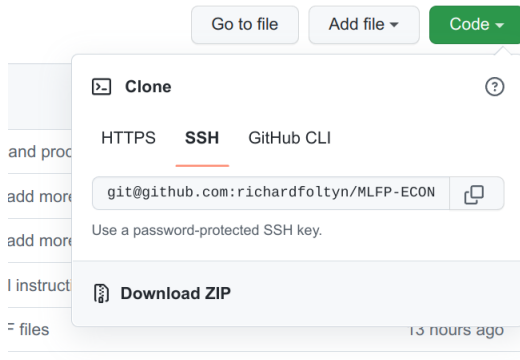 Go to file Add file Code
Clone
HTTPS SSH GitHub CLI
and proc
git@github.com:richardfoltyn/MLFP-ECON
add more
Use a password-protected SSH key.
add more
l instruct
Download ZIP
F files 13 hours ago